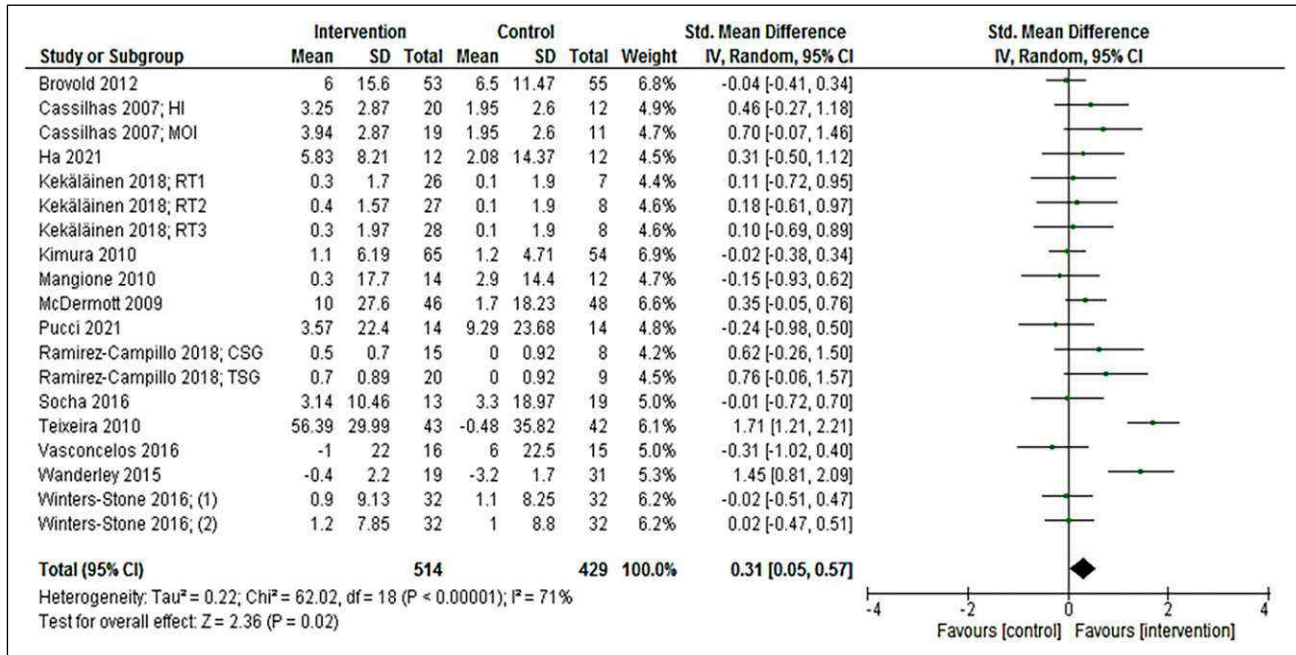 Intervention Control Std. Mean Difference Std. Mean Difference
Study or Subgroup Mean SD Total Mean SD Total Weight IV, Random, 95% CI IV, Random, 95% CI
Brovold 2012 6 15.6 53 6.5 11.47 55 6.8% -0.04 [-0.41, 0.34]
Cassilhas 2007; HI 3.25 2.87 20 1.95 2.6 12 4.9% 0.46 [-0.27, 1.18]
Cassilhas 2007; MOI 3.94 2.87 19 1.95 2.6 11 4.7% 0.70 [-0.07, 1.46]
Ha 2021 5.83 8.21 12 2.08 14.37 12 4.5% 0.31 [-0.50, 1.12]
Kekäläinen 2018; RT1 0.3 1.7 26 0.1 1.9 7 4.4% 0.11 [-0.72, 0.95]
Kekäläinen 2018; RT2 0.4 1.57 27 0.1 1.9 8 4.6% 0.18 [-0.61, 0.97]
Kekäläinen 2018; RT3 0.3 1.97 28 0.1 1.9 8 4.6% 0.10 [-0.69, 0.89]
Kimura 2010 1.1 6.19 65 1.2 4.71 54 6.9% -0.02 [-0.38, 0.34]
Mangione 2010 0.3 17.7 14 2.9 14.4 12 4.6% -0.15 [-0.93, 0.62]
McDermott 2009 10 27.6 46 1.7 18.23 48 6.6% 0.35 [-0.05, 0.76]
Pucci 2021 3.57 22.4 14 9.29 23.68 14 4.8% -0.24 [-0.98, 0.50]
Ramirez-Campillo 2018; CSG 0.5 0.7 15 0 0.92 8 4.2% 0.62 [-0.26, 1.50]
Ramirez-Campillo 2018; TSG 0.7 0.89 20 0 0.92 9 4.5% 0.76 [-0.06, 1.57]
Socha 2016 3.14 10.46 13 3.3 18.97 19 5.0% -0.01 [-0.72, 0.70]
Teixeira 2010 56.39 29.99 43 -0.48 35.82 42 6.1% 1.71 [1.21, 2.21]
Vasconcelos 2016 -1 22 16 6 22.5 15 5.0% -0.31 [-1.02, 0.40]
Wanderley 2015 -0.4 2.2 19 -3.2 1.7 31 5.3% 1.45 [0.81, 2.09]
Winters-Stone 2016; (1) 0.9 9.13 32 1.1 8.25 32 6.2% -0.02 [-0.51, 0.47]
Winters-Stone 2016; (2) 1.2 7.85 32 1 8.8 32 6.2% 0.02 [-0.47, 0.51]
Total (95% CI) 514 429 100.0% 0.31 [0.05, 0.57]
Heterogeneity: Tau² = 0.22; Chi² = 62.02, df = 18 (P < 0.00001); I² = 71%
Test for overall effect: Z = 2.36 (P = 0.02)
-4 -2 0 2 4
Favours [control] Favours [intervention]